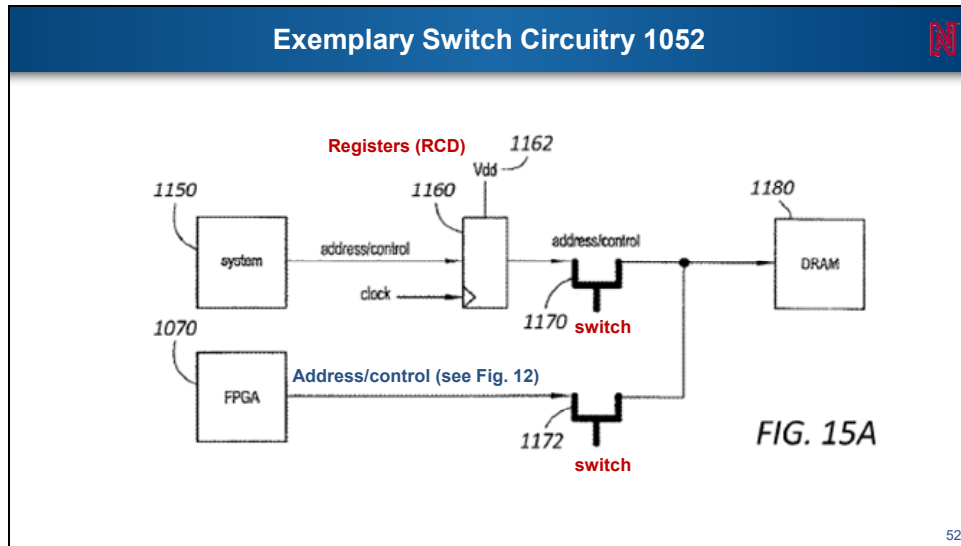 Exemplary Switch Circuitry 1052
N
Registers (RCD)
1162
Vdd
1150
1160
1180
system
address/control
address/control
DRAM
clock
1170
switch
1070
FPGA
Address/control (see Fig. 12)
1172
switch
FIG. 15A
52